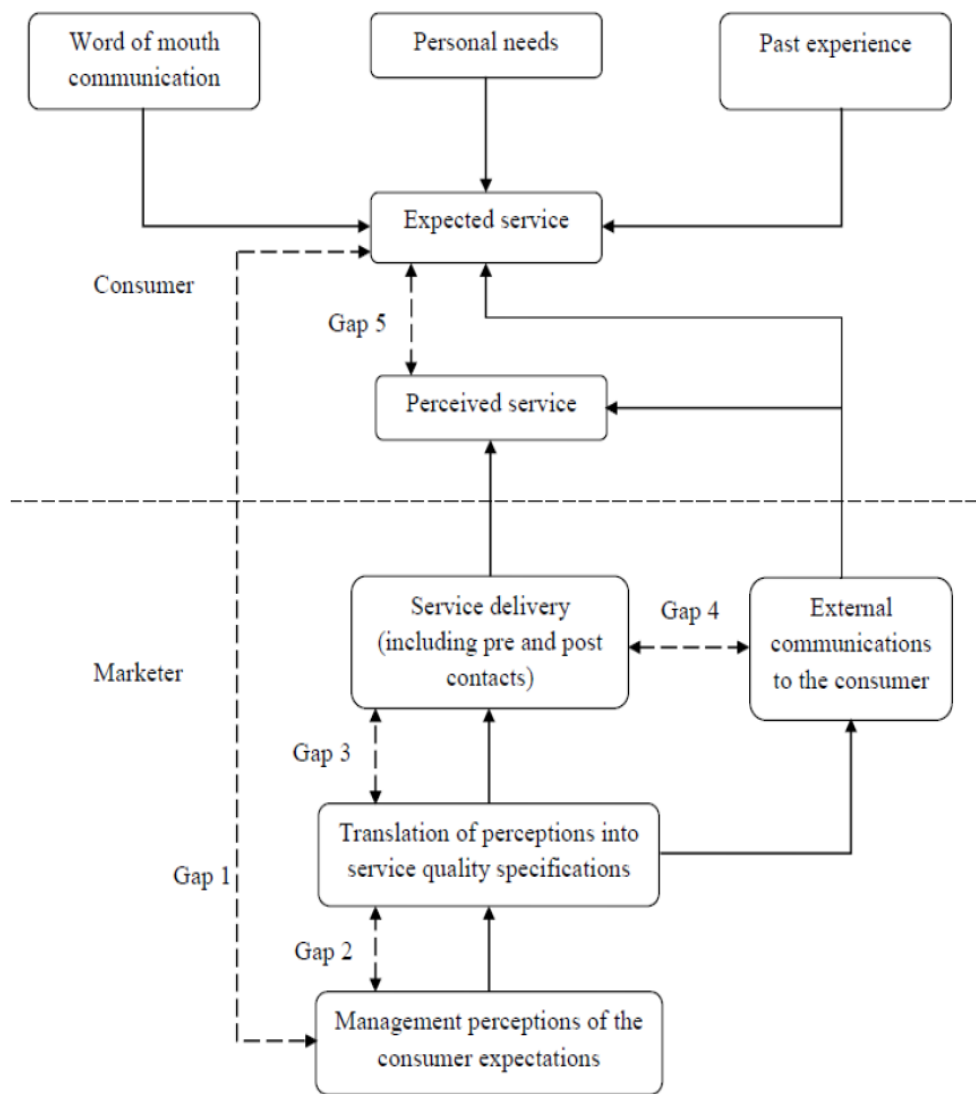 Word of mouth
communication
Personal needs
Past experience
Expected service
Consumer
Gap 5
Perceived service
Service delivery
(including pre and post
contacts)
Gap 4
External
communications
to the consumer
Marketer
Gap 3
Translation of perceptions into
service quality specifications
Gap 1
Gap 2
Management perceptions of the
consumer expectations